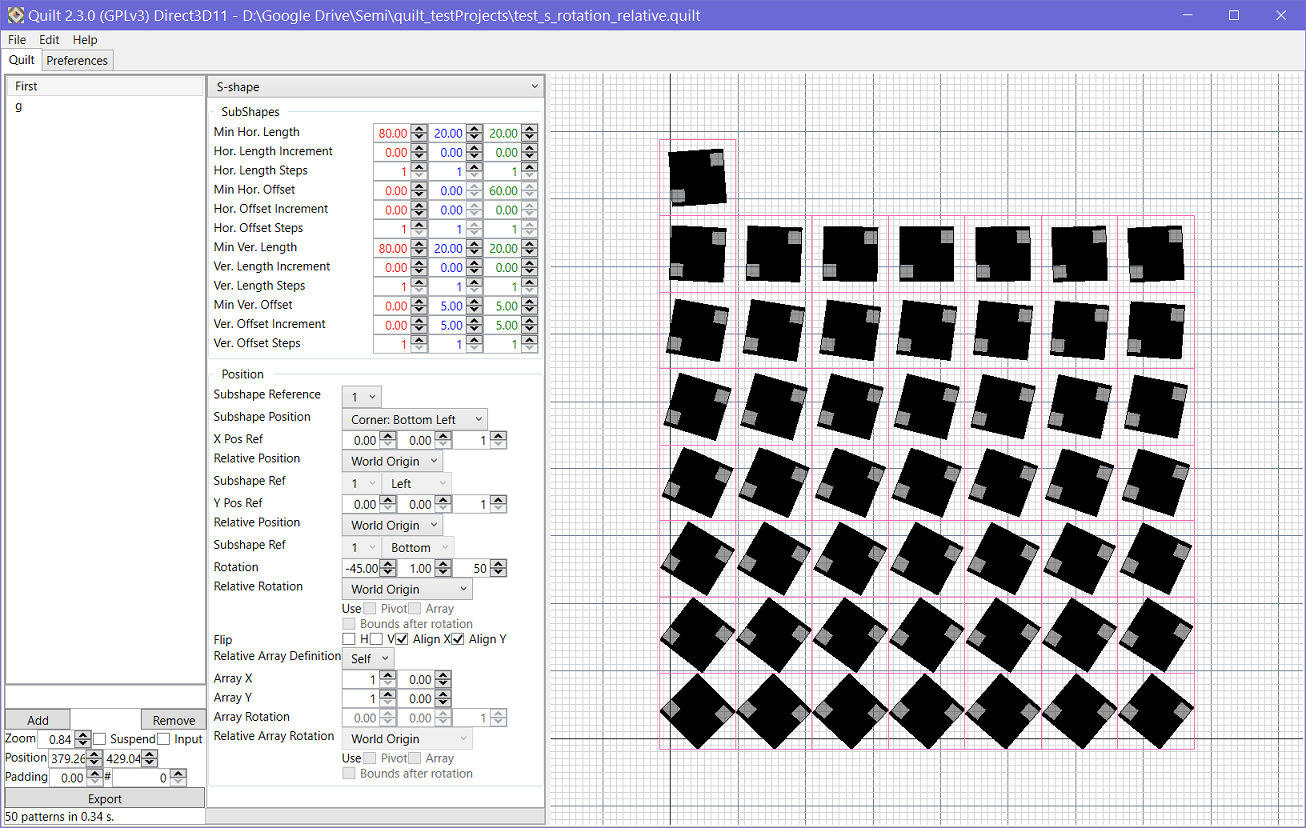 Quilt 2.3.0 (GPLv3) Direct3D11 - D:\Google Drive\Semi\quilt_testProjects\test_s_rotation_relative.quilt
File Edit Help
Quilt Preferences
First
g
S-shape
SubShapes
Min Hor. Length 80.00 20.00 20.00
Hor. Length Increment 0.00 0.00 0.00
Hor. Length Steps 1 1 1
Min Hor. Offset 0.00 0.00 60.00
Hor. Offset Increment 0.00 0.00 0.00
Hor. Offset Steps 1 1 1
Min Ver. Length 80.00 20.00 20.00
Ver. Length Increment 0.00 0.00 0.00
Ver. Length Steps 1 1 1
Min Ver. Offset 0.00 5.00 5.00
Ver. Offset Increment 0.00 5.00 5.00
Ver. Offset Steps 1 1 1
Position
Subshape Reference 1
Subshape Position Corner: Bottom Left
X Pos Ref 0.00 0.00 1
Relative Position World Origin
Subshape Ref 1 Left
Y Pos Ref 0.00 0.00 1
Relative Position World Origin
Subshape Ref 1 Bottom
Rotation -45.00 1.00 50
Relative Rotation World Origin
Use Pivot Array
Bounds after rotation
Flip H V Align X Align Y
Relative Array Definition Self
Array X 1 0.00
Array Y 1 0.00
Array Rotation 0.00 0.00 1
Relative Array Rotation World Origin
Use Pivot Array
Bounds after rotation
Add Remove
Zoom 0.84 Suspend Input
Position 379.26 429.04
Padding 0.00 # 0
Export
50 patterns in 0.34 s.